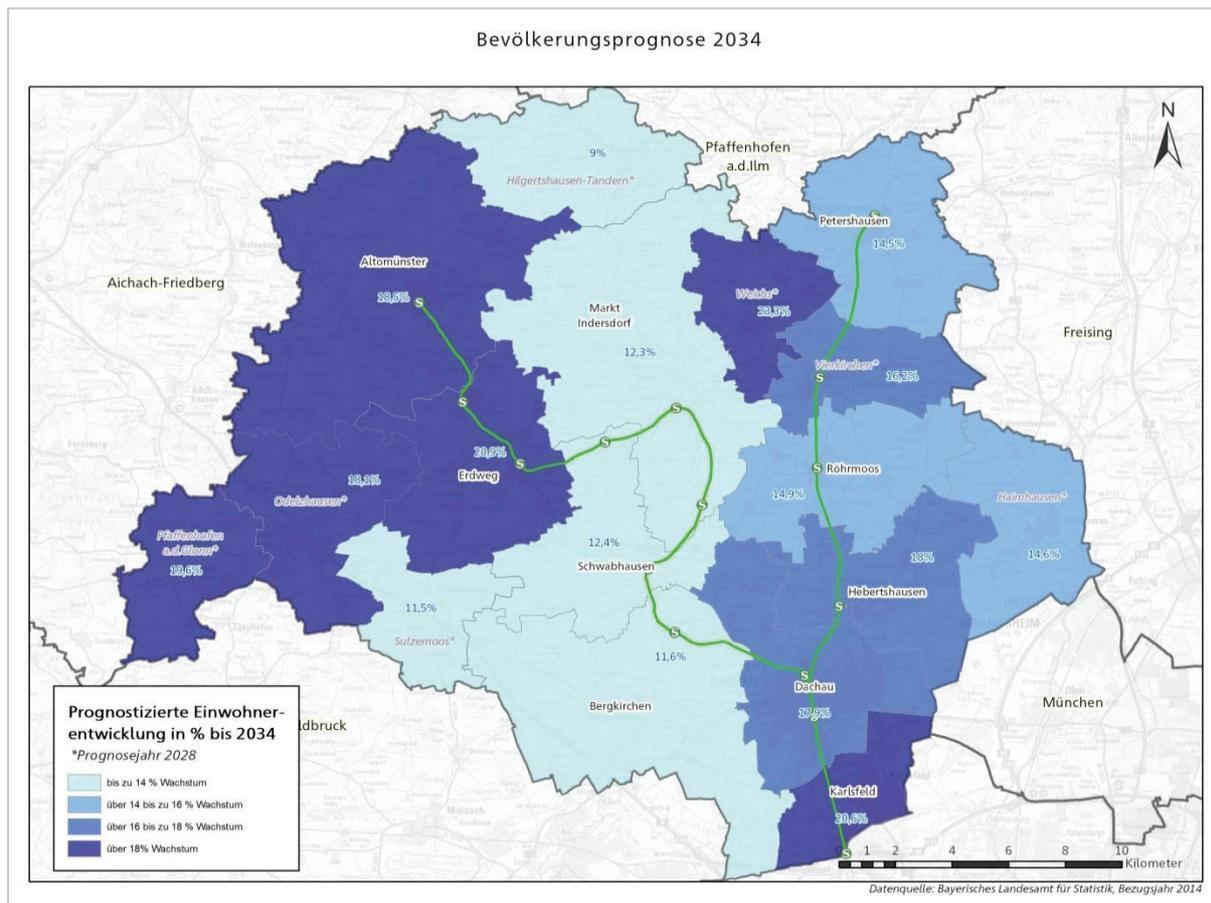 Bevölkerungsprognose 2034
N
9%
Hilgertshausen-Tandern*
Pfaffenhofen
a.d.Ilm
Petershausen
14,5%
Altomünster
18,5%
Aichach-Friedberg
Markt
Indersdorf
12,3%
Weichs*
23,3%
Freising
Vierkirchen*
16,2%
20,9%
Erdweg
18,1%
Odelzhausen*
Röhrmoos
14,9%
Haimhausen*
14,6%
Pfaffenhofen
a.d.Glonn*
19,6%
12,4%
Schwabhausen
18%
Hebertshausen
11,5%
Sulzemoos*
11,6%
Bergkirchen
Dachau
17,9%
München
Karlsfeld
20,6%
ldbruck
Prognostizierte Einwohner-
entwicklung in % bis 2034
*Prognosejahr 2028
bis zu 14 % Wachstum
über 14 bis zu 16 % Wachstum
über 16 bis zu 18 % Wachstum
über 18% Wachstum
0 1 2 4 6 8 10
Kilometer
Datenquelle: Bayerisches Landesamt für Statistik, Bezugsjahr 2014